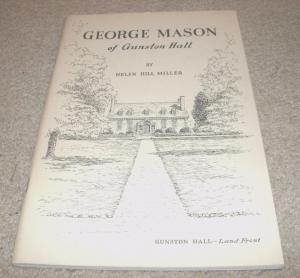 GEORGE MASON
of Gunston Hall
BY
HELEN HILL MILLER
GUNSTON HALL—Land Front